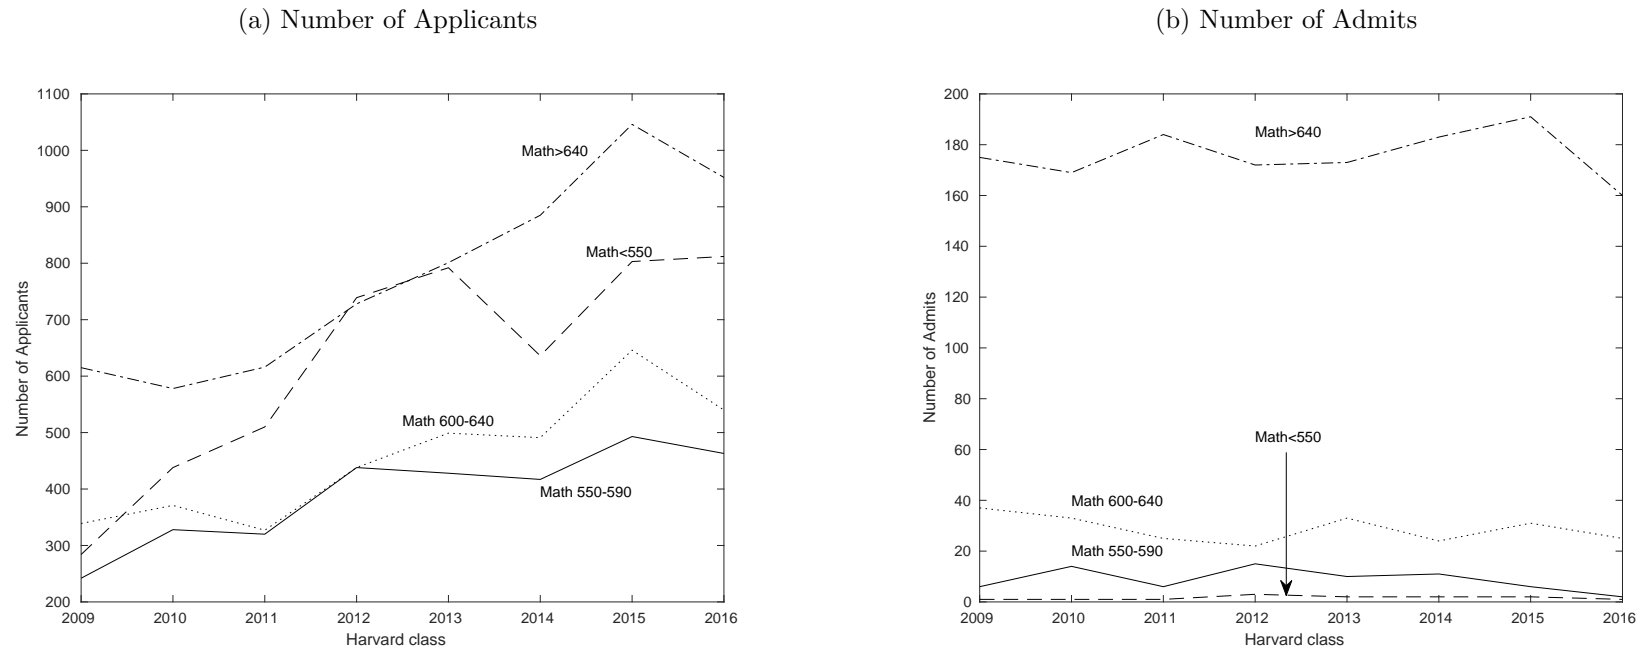 (a) Number of Applicants
(b) Number of Admits
1100
1000
900
800
700
600
500
400
300
200
Number of Applicants
Math>640
Math<550
Math 600-640
Math 550-590
2009 2010 2011 2012 2013 2014 2015 2016
Harvard class
200
180
160
140
120
100
80
60
40
20
0
Number of Admits
Math>640
Math<550
Math 600-640
Math 550-590
2009 2010 2011 2012 2013 2014 2015 2016
Harvard class